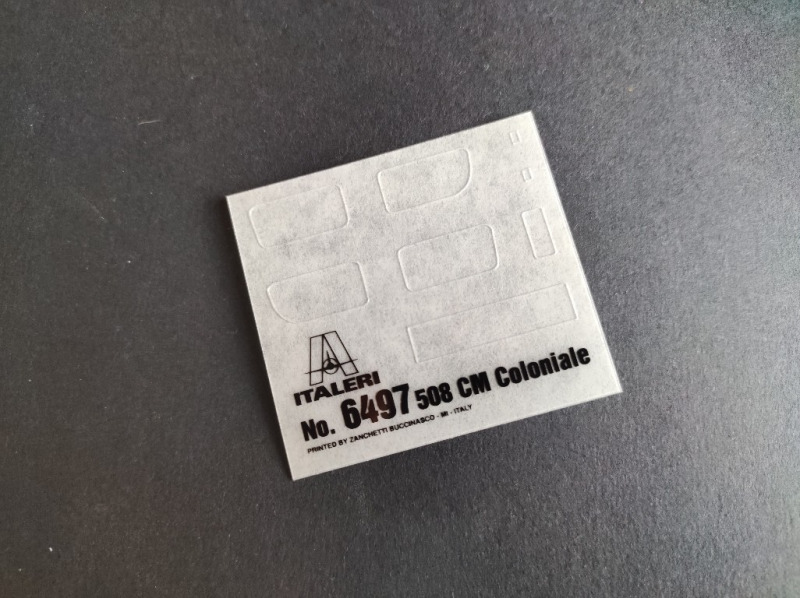 ITALERI
No. 6497 508 CM Coloniale
PRINTED BY ZANCHETTI BUCCINASCO - MI - ITALY